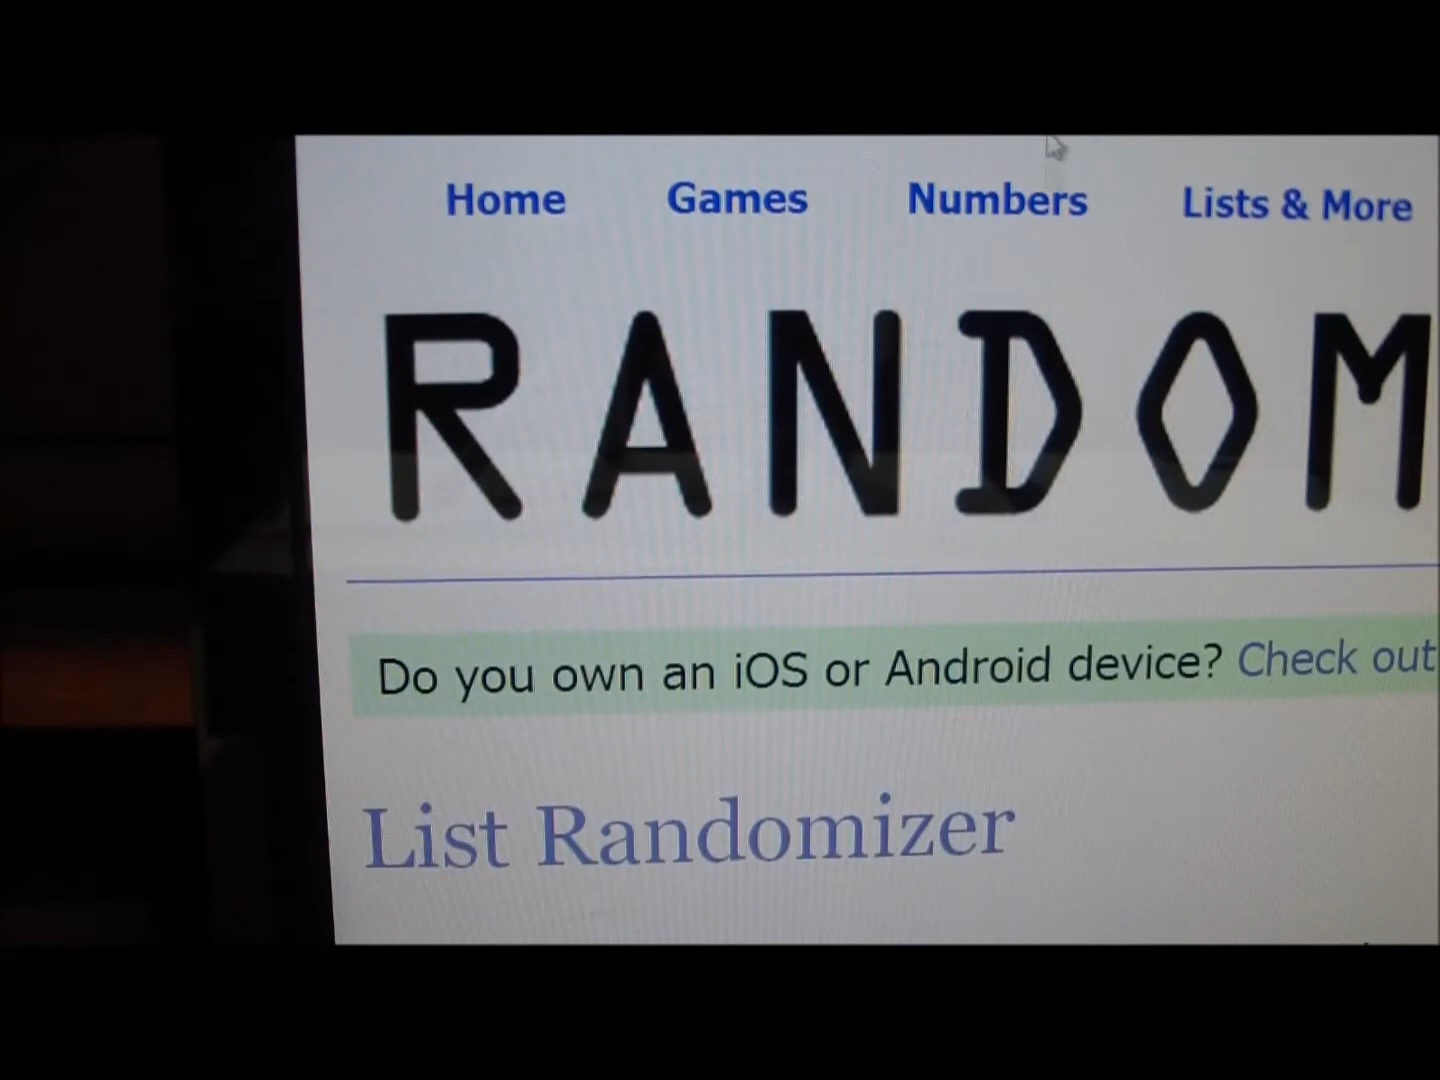 Home Games Numbers Lists & More
RANDOM
Do you own an iOS or Android device? Check out
List Randomizer